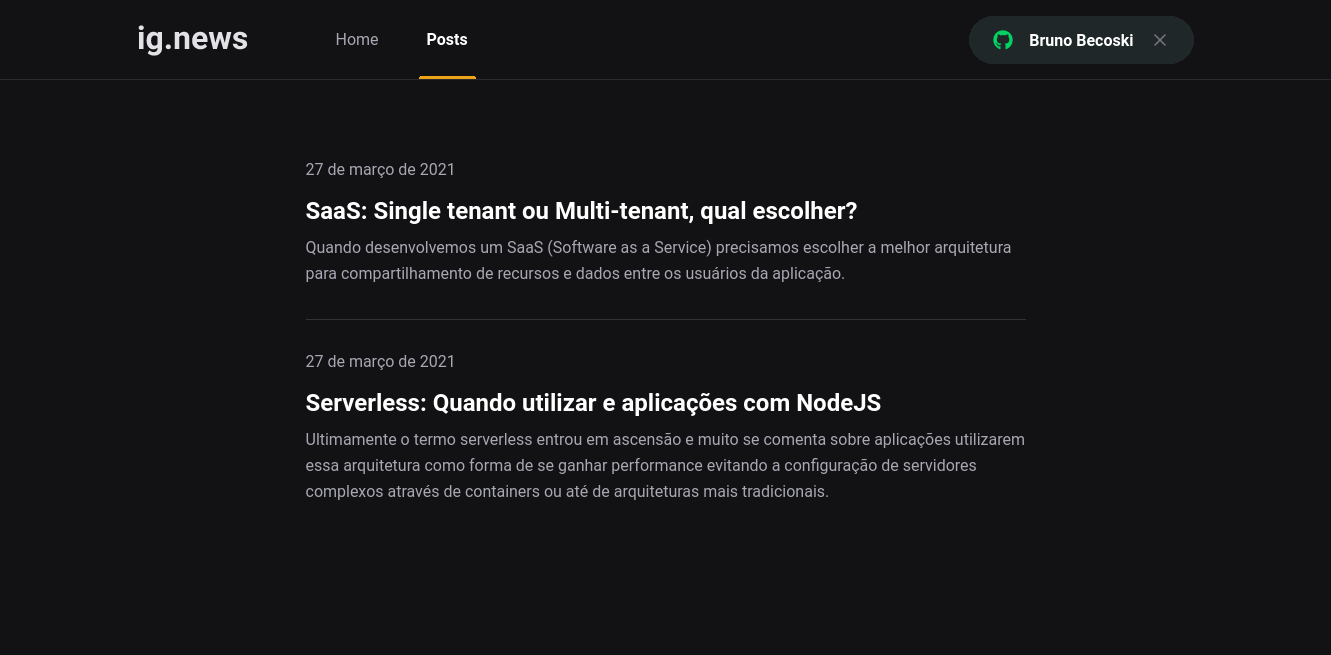 ig.news
Home
Posts
Bruno Becoski
27 de março de 2021
SaaS: Single tenant ou Multi-tenant, qual escolher?
Quando desenvolvemos um SaaS (Software as a Service) precisamos escolher a melhor arquitetura
para compartilhamento de recursos e dados entre os usuários da aplicação.
27 de março de 2021
Serverless: Quando utilizar e aplicações com NodeJS
Ultimamente o termo serverless entrou em ascensão e muito se comenta sobre aplicações utilizarem
essa arquitetura como forma de se ganhar performance evitando a configuração de servidores
complexos através de containers ou até de arquiteturas mais tradicionais.